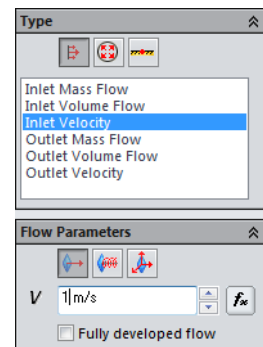 Type
Inlet Mass Flow
Inlet Volume Flow
Inlet Velocity
Outlet Mass Flow
Outlet Volume Flow
Outlet Velocity
Flow Parameters
V 1 m/s fx
Fully developed flow